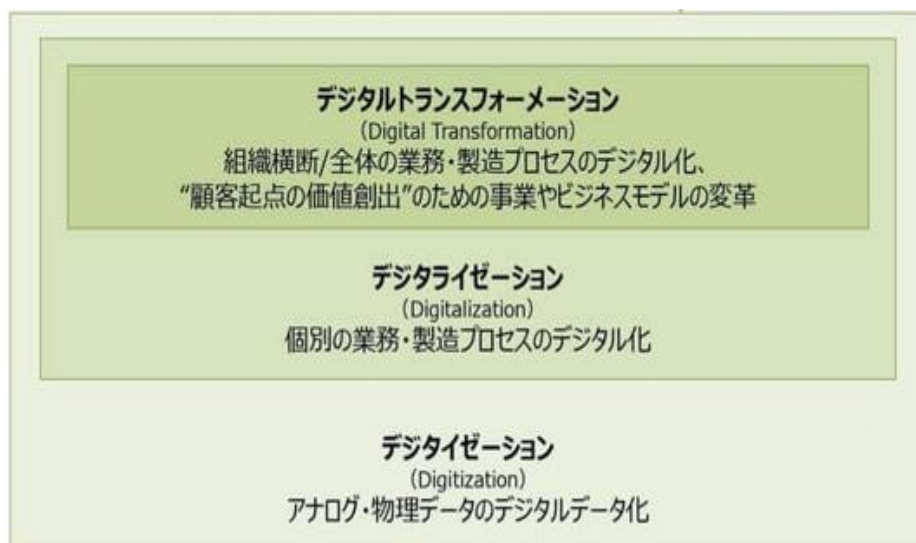 デジタルトランスフォーメーション
(Digital Transformation)
組織横断/全体の業務・製造プロセスのデジタル化、
“顧客起点の価値創出”のための事業やビジネスモデルの変革
デジタライゼーション
(Digitalization)
個別の業務・製造プロセスのデジタル化
デジタイゼーション
(Digitization)
アナログ・物理データのデジタルデータ化